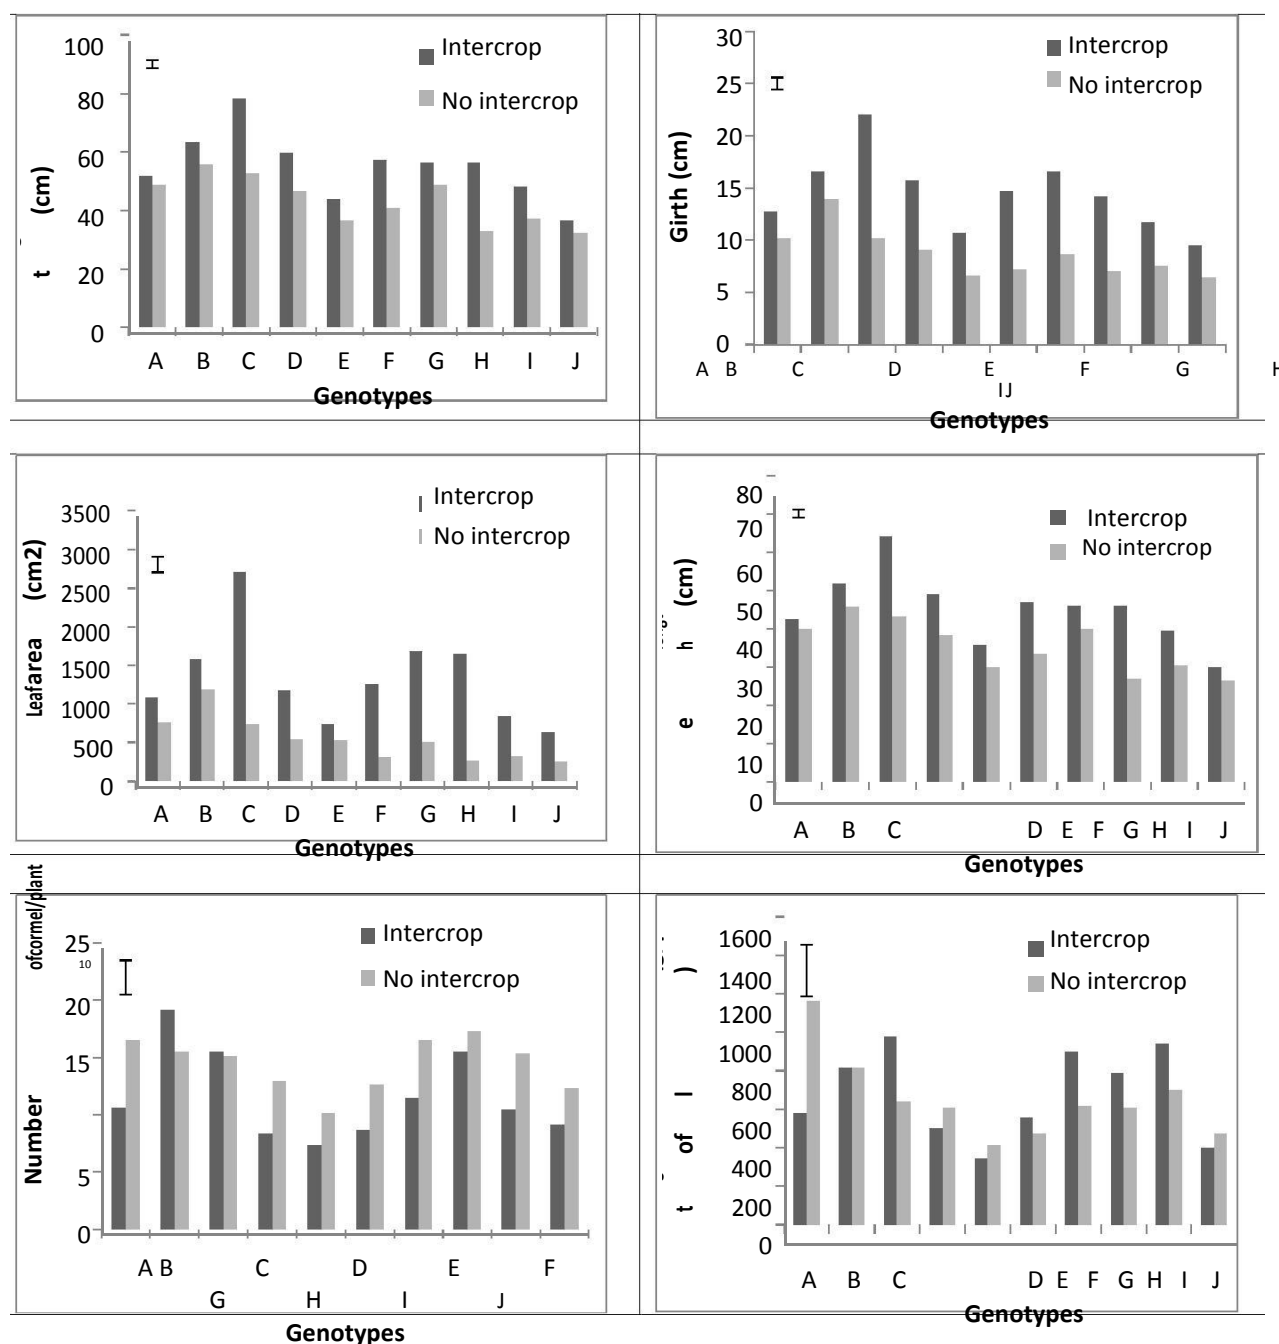 100
80
60
40
20
0
(cm)
t
Intercrop
No intercrop
A B C D E F G H I J
Genotypes
30
25
20
15
10
5
0
Girth (cm)
Intercrop
No intercrop
A B C D E F G H
I J
Genotypes
3500
3000
2500
2000
1500
1000
500
0
Leafarea (cm2)
Intercrop
No intercrop
A B C D E F G H I J
Genotypes
80
70
60
50
40
30
20
10
0
e h (cm)
Intercrop
No intercrop
A B C D E F G H I J
Genotypes
25
10
20
15
10
5
0
Number ofcormel/plant
Intercrop
No intercrop
A B C D E F
G H I J
Genotypes
1600
1400
1200
1000
800
600
400
200
0
t of l )
Intercrop
No intercrop
A B C D E F G H I J
Genotypes